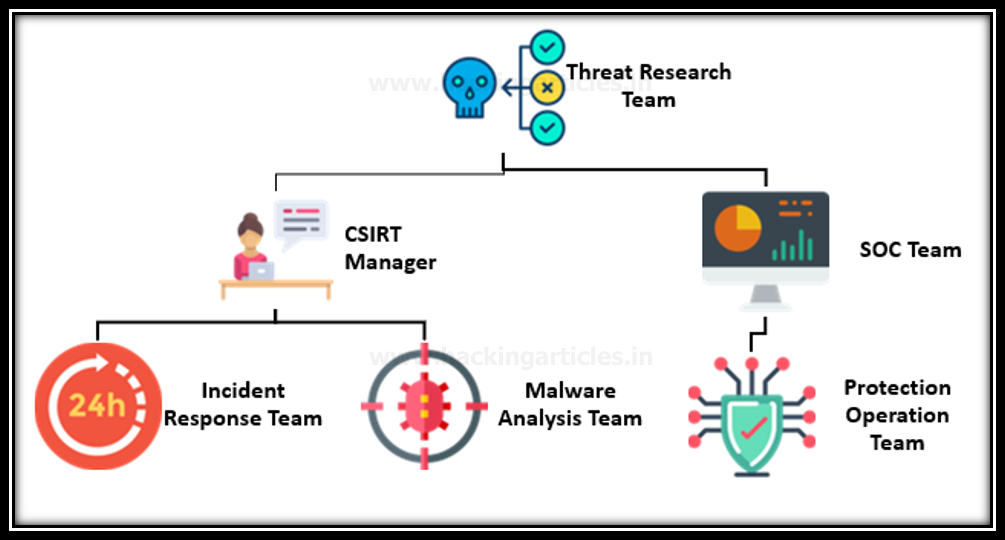 www.hackingarticles.in
Threat Research
Team
CSIRT
Manager
SOC Team
www.hackingarticles.in
24h
Incident
Response Team
Malware
Analysis Team
Protection
Operation
Team